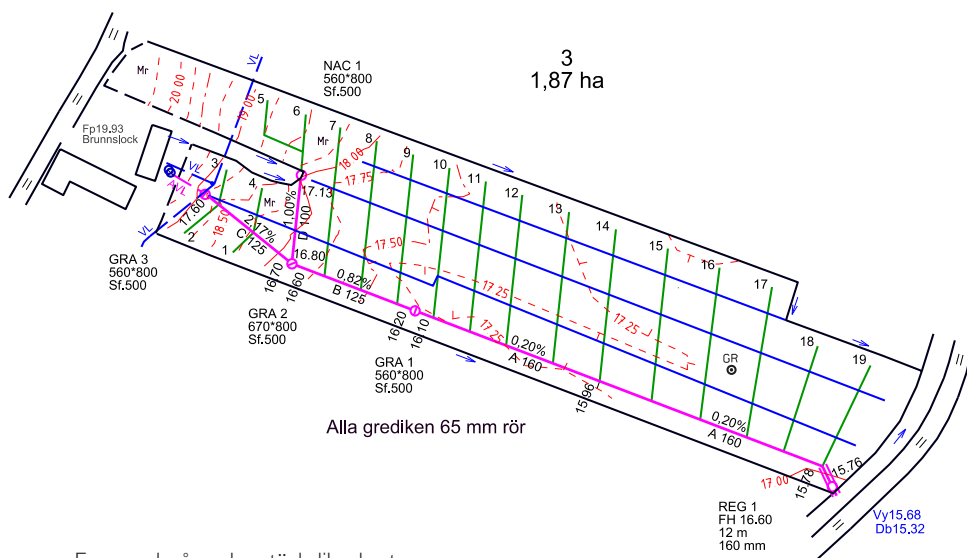 3
1,87 ha
NAC 1
560*800
Sf.500
Mr
20 00
19 00
VL
Fp19.93
Brunnslock
5
6
7
8
9
10
11
12
13
14
15
16
17
18
19
Mr
18 00
17.75
17.13
VL
AVL
3
4
Mr
17.60
18 50
2,17%
C 125
2
1
VL
1,00%
D 100
17 50
17 25
17 25
17 25
16.80
16.70
16.60
0,82%
B 125
16.20
16.10
0,20%
A 160
15.96
GR
0,20%
A 160
17 00
15.78
15.76
GRA 3
560*800
Sf.500
GRA 2
670*800
Sf.500
GRA 1
560*800
Sf.500
Alla grediken 65 mm rör
REG 1
FH 16.60
12 m
160 mm
Vy15.68
Db15.32